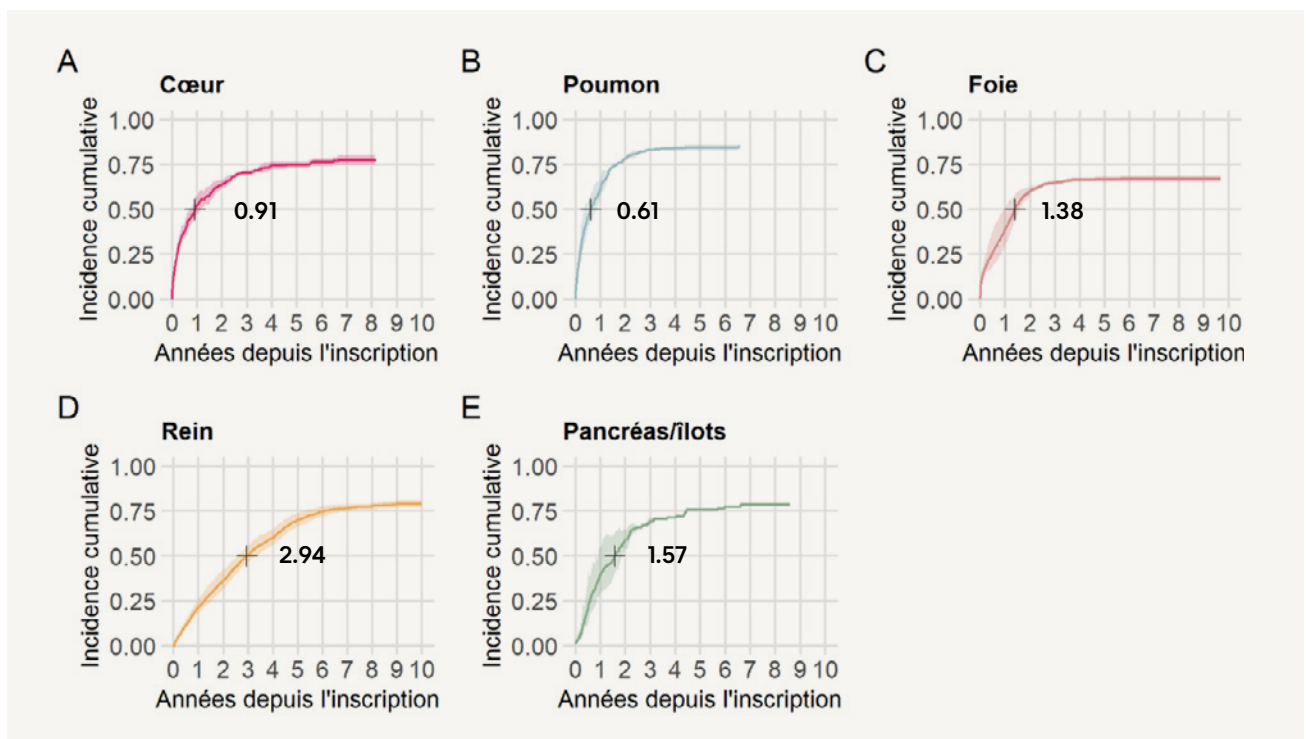 A
Cœur
Incidence cumulative
1.00
0.75
0.50
0.25
0.00
0.91
0 1 2 3 4 5 6 7 8 9 10
Années depuis l'inscription
B
Poumon
Incidence cumulative
1.00
0.75
0.50
0.25
0.00
0.61
0 1 2 3 4 5 6 7 8 9 10
Années depuis l'inscription
C
Foie
Incidence cumulative
1.00
0.75
0.50
0.25
0.00
1.38
0 1 2 3 4 5 6 7 8 9 10
Années depuis l'inscription
D
Rein
Incidence cumulative
1.00
0.75
0.50
0.25
0.00
2.94
0 1 2 3 4 5 6 7 8 9 10
Années depuis l'inscription
E
Pancréas/îlots
Incidence cumulative
1.00
0.75
0.50
0.25
0.00
1.57
0 1 2 3 4 5 6 7 8 9 10
Années depuis l'inscription